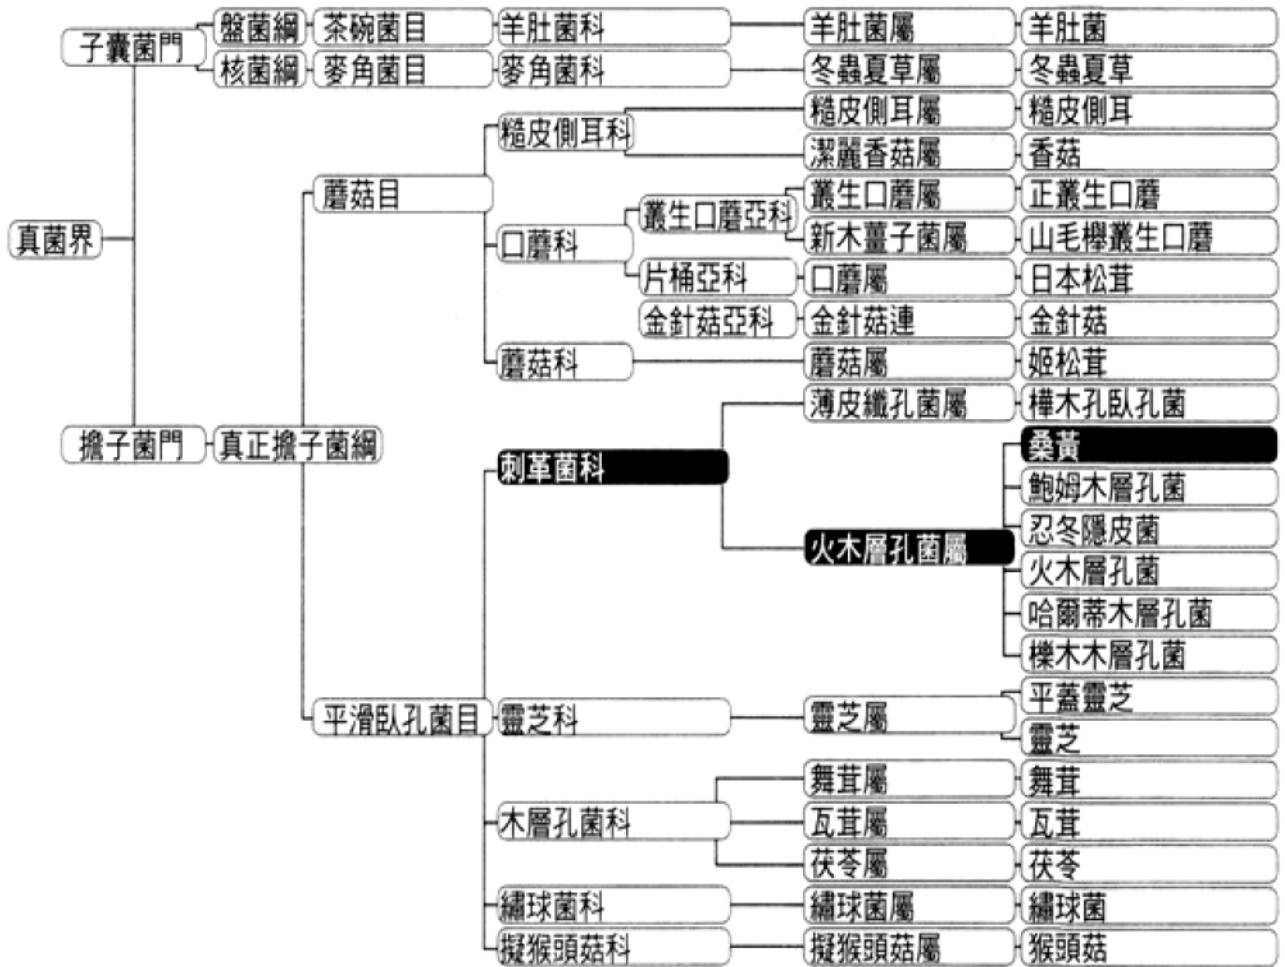 子囊菌門
盤菌綱
茶碗菌目
羊肚菌科
羊肚菌屬
羊肚菌
核菌綱
麥角菌目
麥角菌科
冬蟲夏草屬
冬蟲夏草
糙皮側耳科
糙皮側耳屬
糙皮側耳
潔麗香菇屬
香菇
蘑菇目
叢生口蘑亞科
叢生口蘑屬
正叢生口蘑
真菌界
口蘑科
新木薑子菌屬
山毛櫸叢生口蘑
片桶亞科
口蘑屬
日本松茸
金針菇亞科
金針菇連
金針菇
蘑菇科
蘑菇屬
姬松茸
薄皮纖孔菌屬
樺木孔臥孔菌
擔子菌門
真正擔子菌綱
桑黃
刺革菌科
鮑姆木層孔菌
忍冬隱皮菌
火木層孔菌屬
火木層孔菌
哈爾蒂木層孔菌
櫟木木層孔菌
平滑臥孔菌目
靈芝科
靈芝屬
平蓋靈芝
靈芝
舞茸屬
舞茸
木層孔菌科
瓦茸屬
瓦茸
茯苓屬
茯苓
繡球菌科
繡球菌屬
繡球菌
擬猴頭菇科
擬猴頭菇屬
猴頭菇